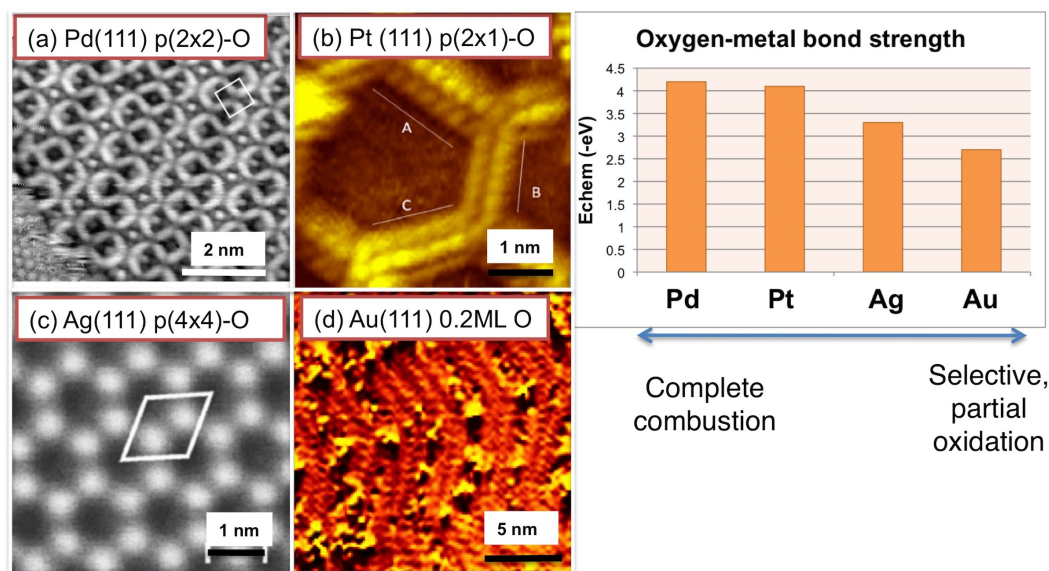 (a) Pd(111) p(2x2)-O
2 nm
(b) Pt (111) p(2x1)-O
A
B
C
1 nm
(c) Ag(111) p(4x4)-O
1 nm
(d) Au(111) 0.2ML O
5 nm
Oxygen-metal bond strength
Echem (-eV)
4.5
4
3.5
3
2.5
4
1.5
1
0.5
0
Pd
Pt
Ag
Au
Complete
combustion
Selective,
partial
oxidation